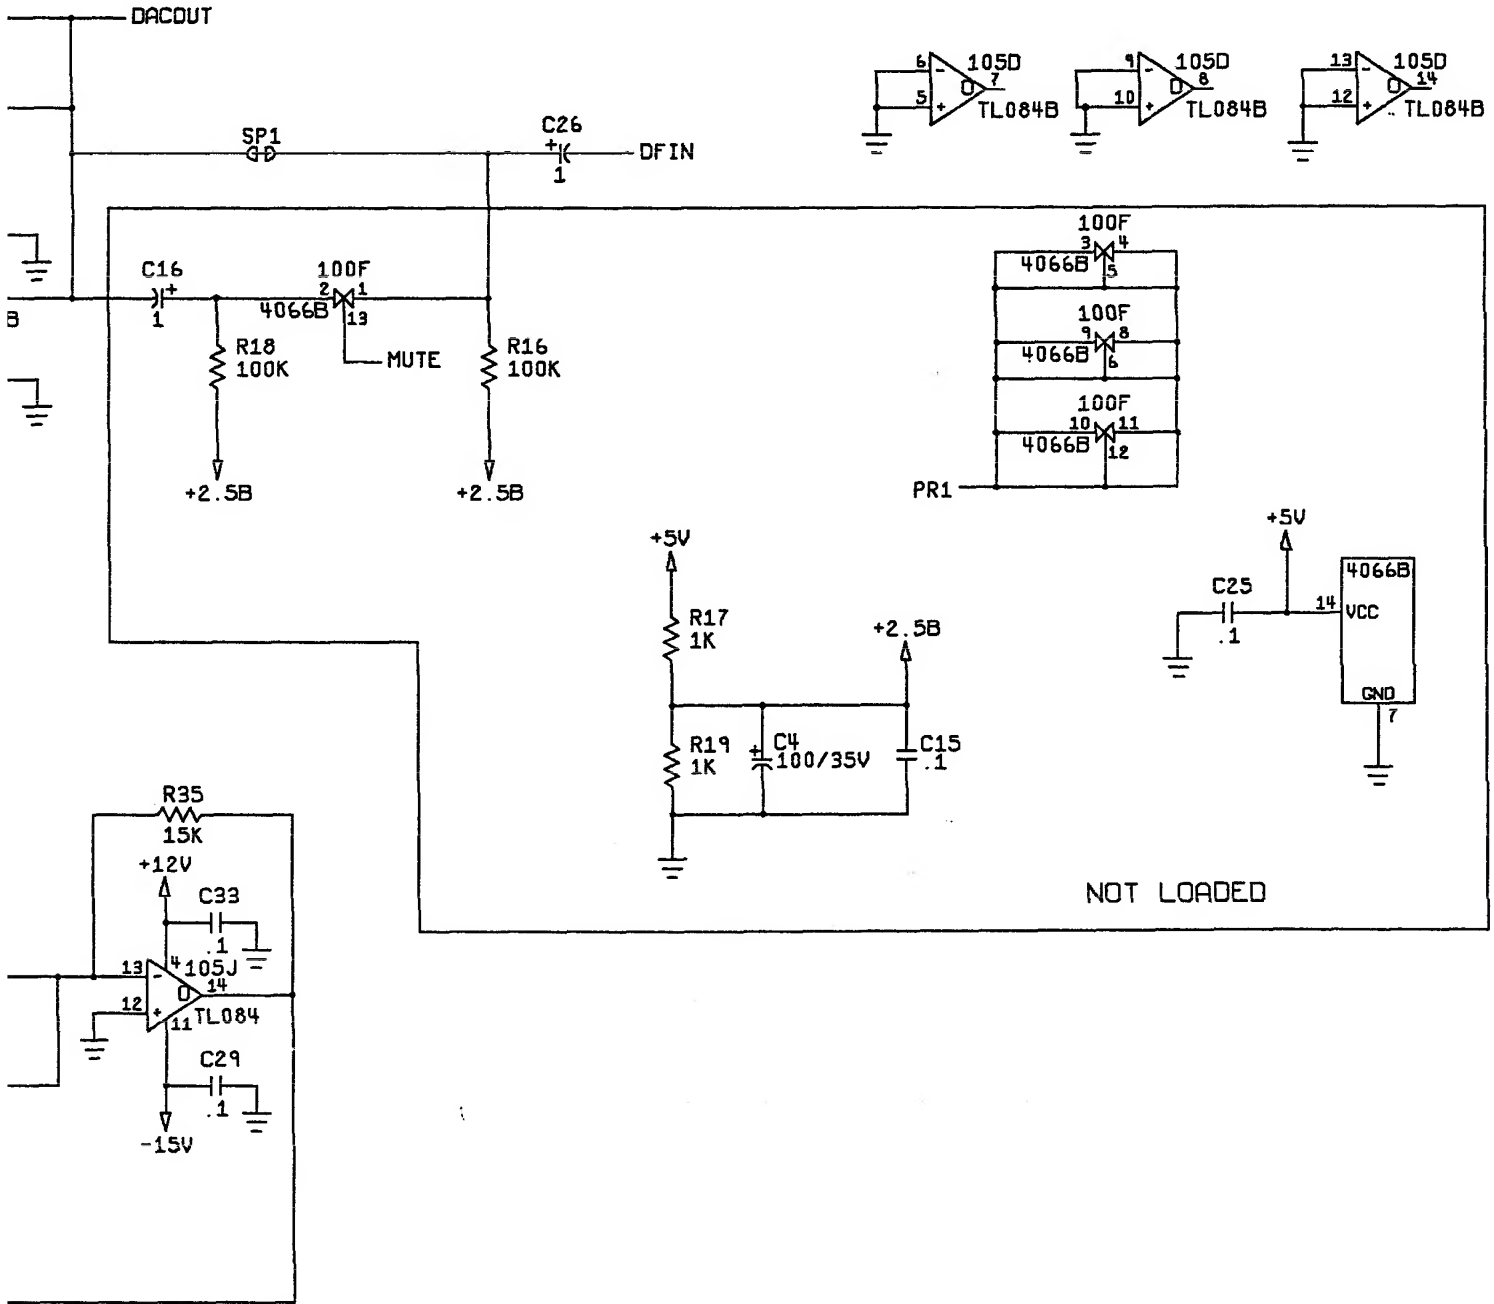 DACOUT
6
-
105D
7
5
+
TL084B
9
-
105D
8
10
+
TL084B
13
-
105D
14
12
+
TL084B
SP1
C26
+
1
DFIN
C16
+
1
100F
2
1
4066B
13
MUTE
R18
100K
R16
100K
+2.5B
+2.5B
B
100F
3
4
4066B
5
100F
9
8
4066B
6
100F
10
11
4066B
12
PR1
+5V
R17
1K
+2.5B
R19
1K
+
C4
100/35V
C15
.1
+5V
C25
.1
14
4066B
VCC
GND
7
NOT LOADED
R35
15K
+12V
C33
.1
13
-
4
105J
14
12
+
11
TL084
C29
.1
-15V